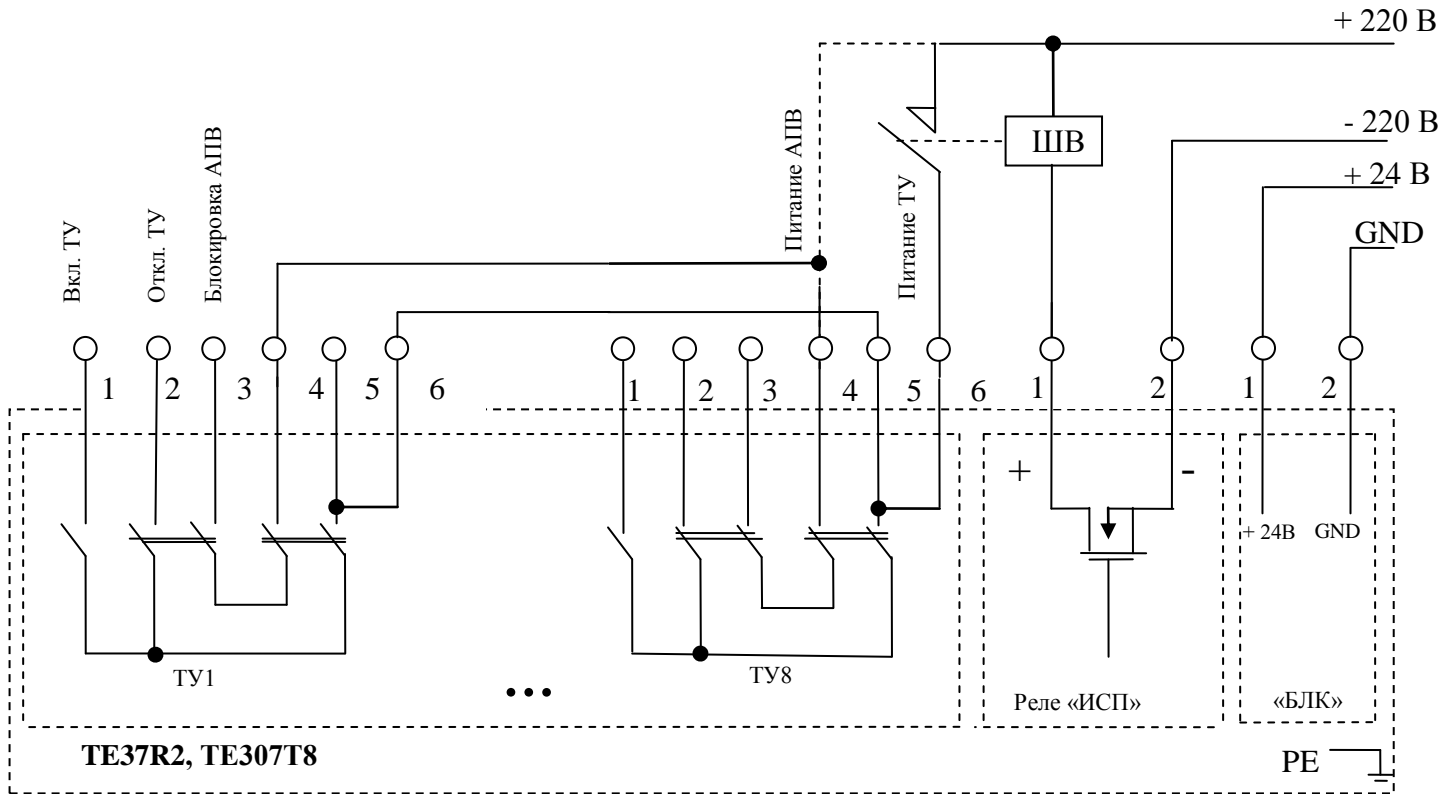 + 220 В
- 220 В
+ 24 В
GND
ШВ
Вкл. ТУ
Откл. ТУ
Блокировка АПВ
Питание АПВ
Питание ТУ
1 2 3 4 5 6 1 2 3 4 5 6 1 2 1 2
+ -
+ 24В GND
ТУ1
ТУ8
...
Реле «ИСП»
«БЛК»
TE37R2, TE307T8
PE